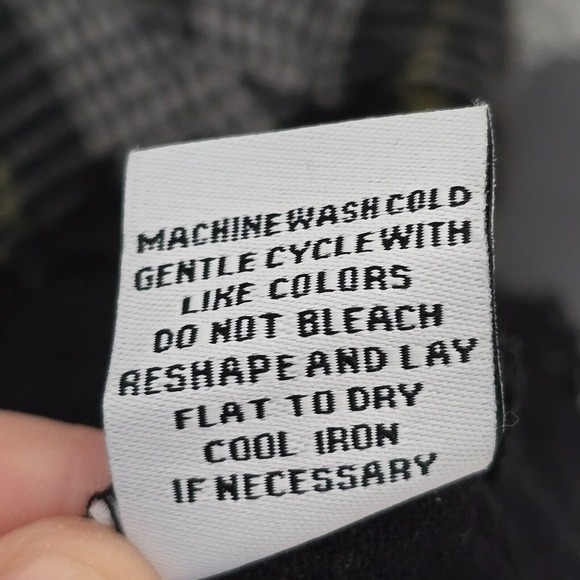 MACHINE WASH COLD
GENTLE CYCLE WITH
LIKE COLORS
DO NOT BLEACH
RESHAPE AND LAY
FLAT TO DRY
COOL IRON
IF NECESSARY